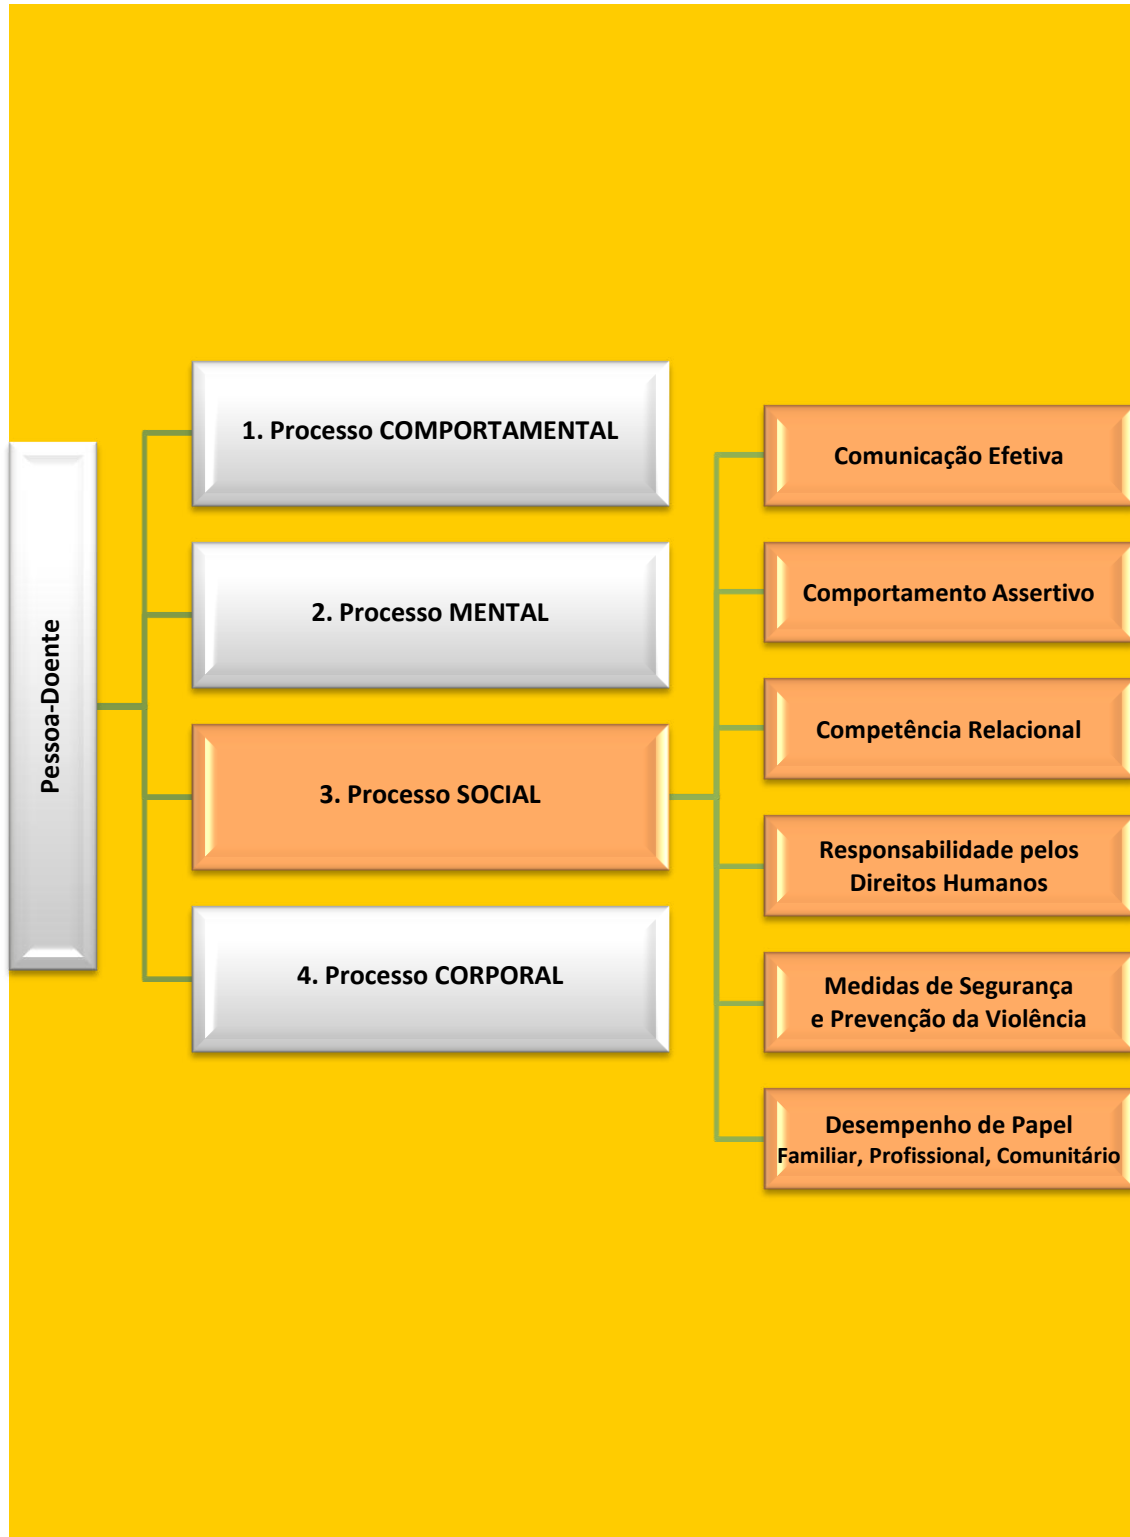 Pessoa-Doente
1. Processo COMPORTAMENTAL
2. Processo MENTAL
3. Processo SOCIAL
4. Processo CORPORAL
Comunicação Efetiva
Comportamento Assertivo
Competência Relacional
Responsabilidade pelos
Direitos Humanos
Medidas de Segurança
e Prevenção da Violência
Desempenho de Papel
Familiar, Profissional, Comunitário